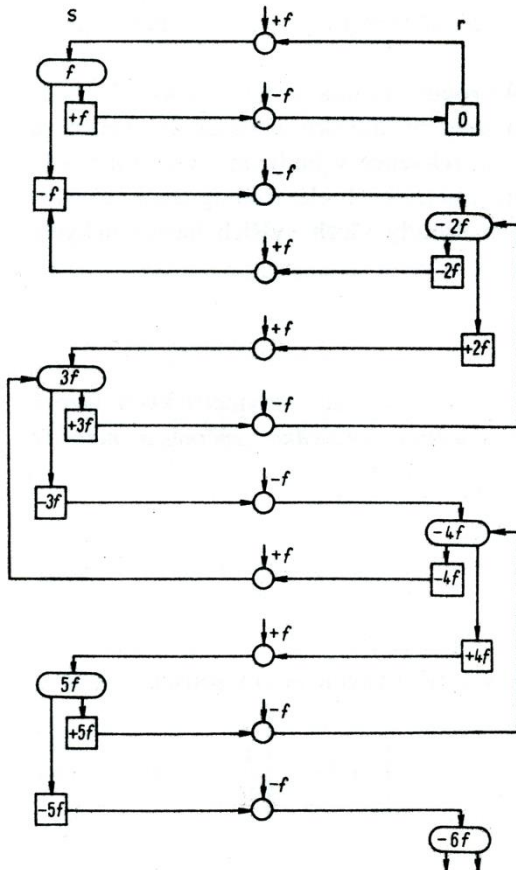 s r
+f
f
+f -f 0
-f -f
-2f
+f -2f
+f +2f
3f
+3f -f
-3f -f
-4f
+f -4f
+f +4f
5f
+5f -f
-5f -f
-6f